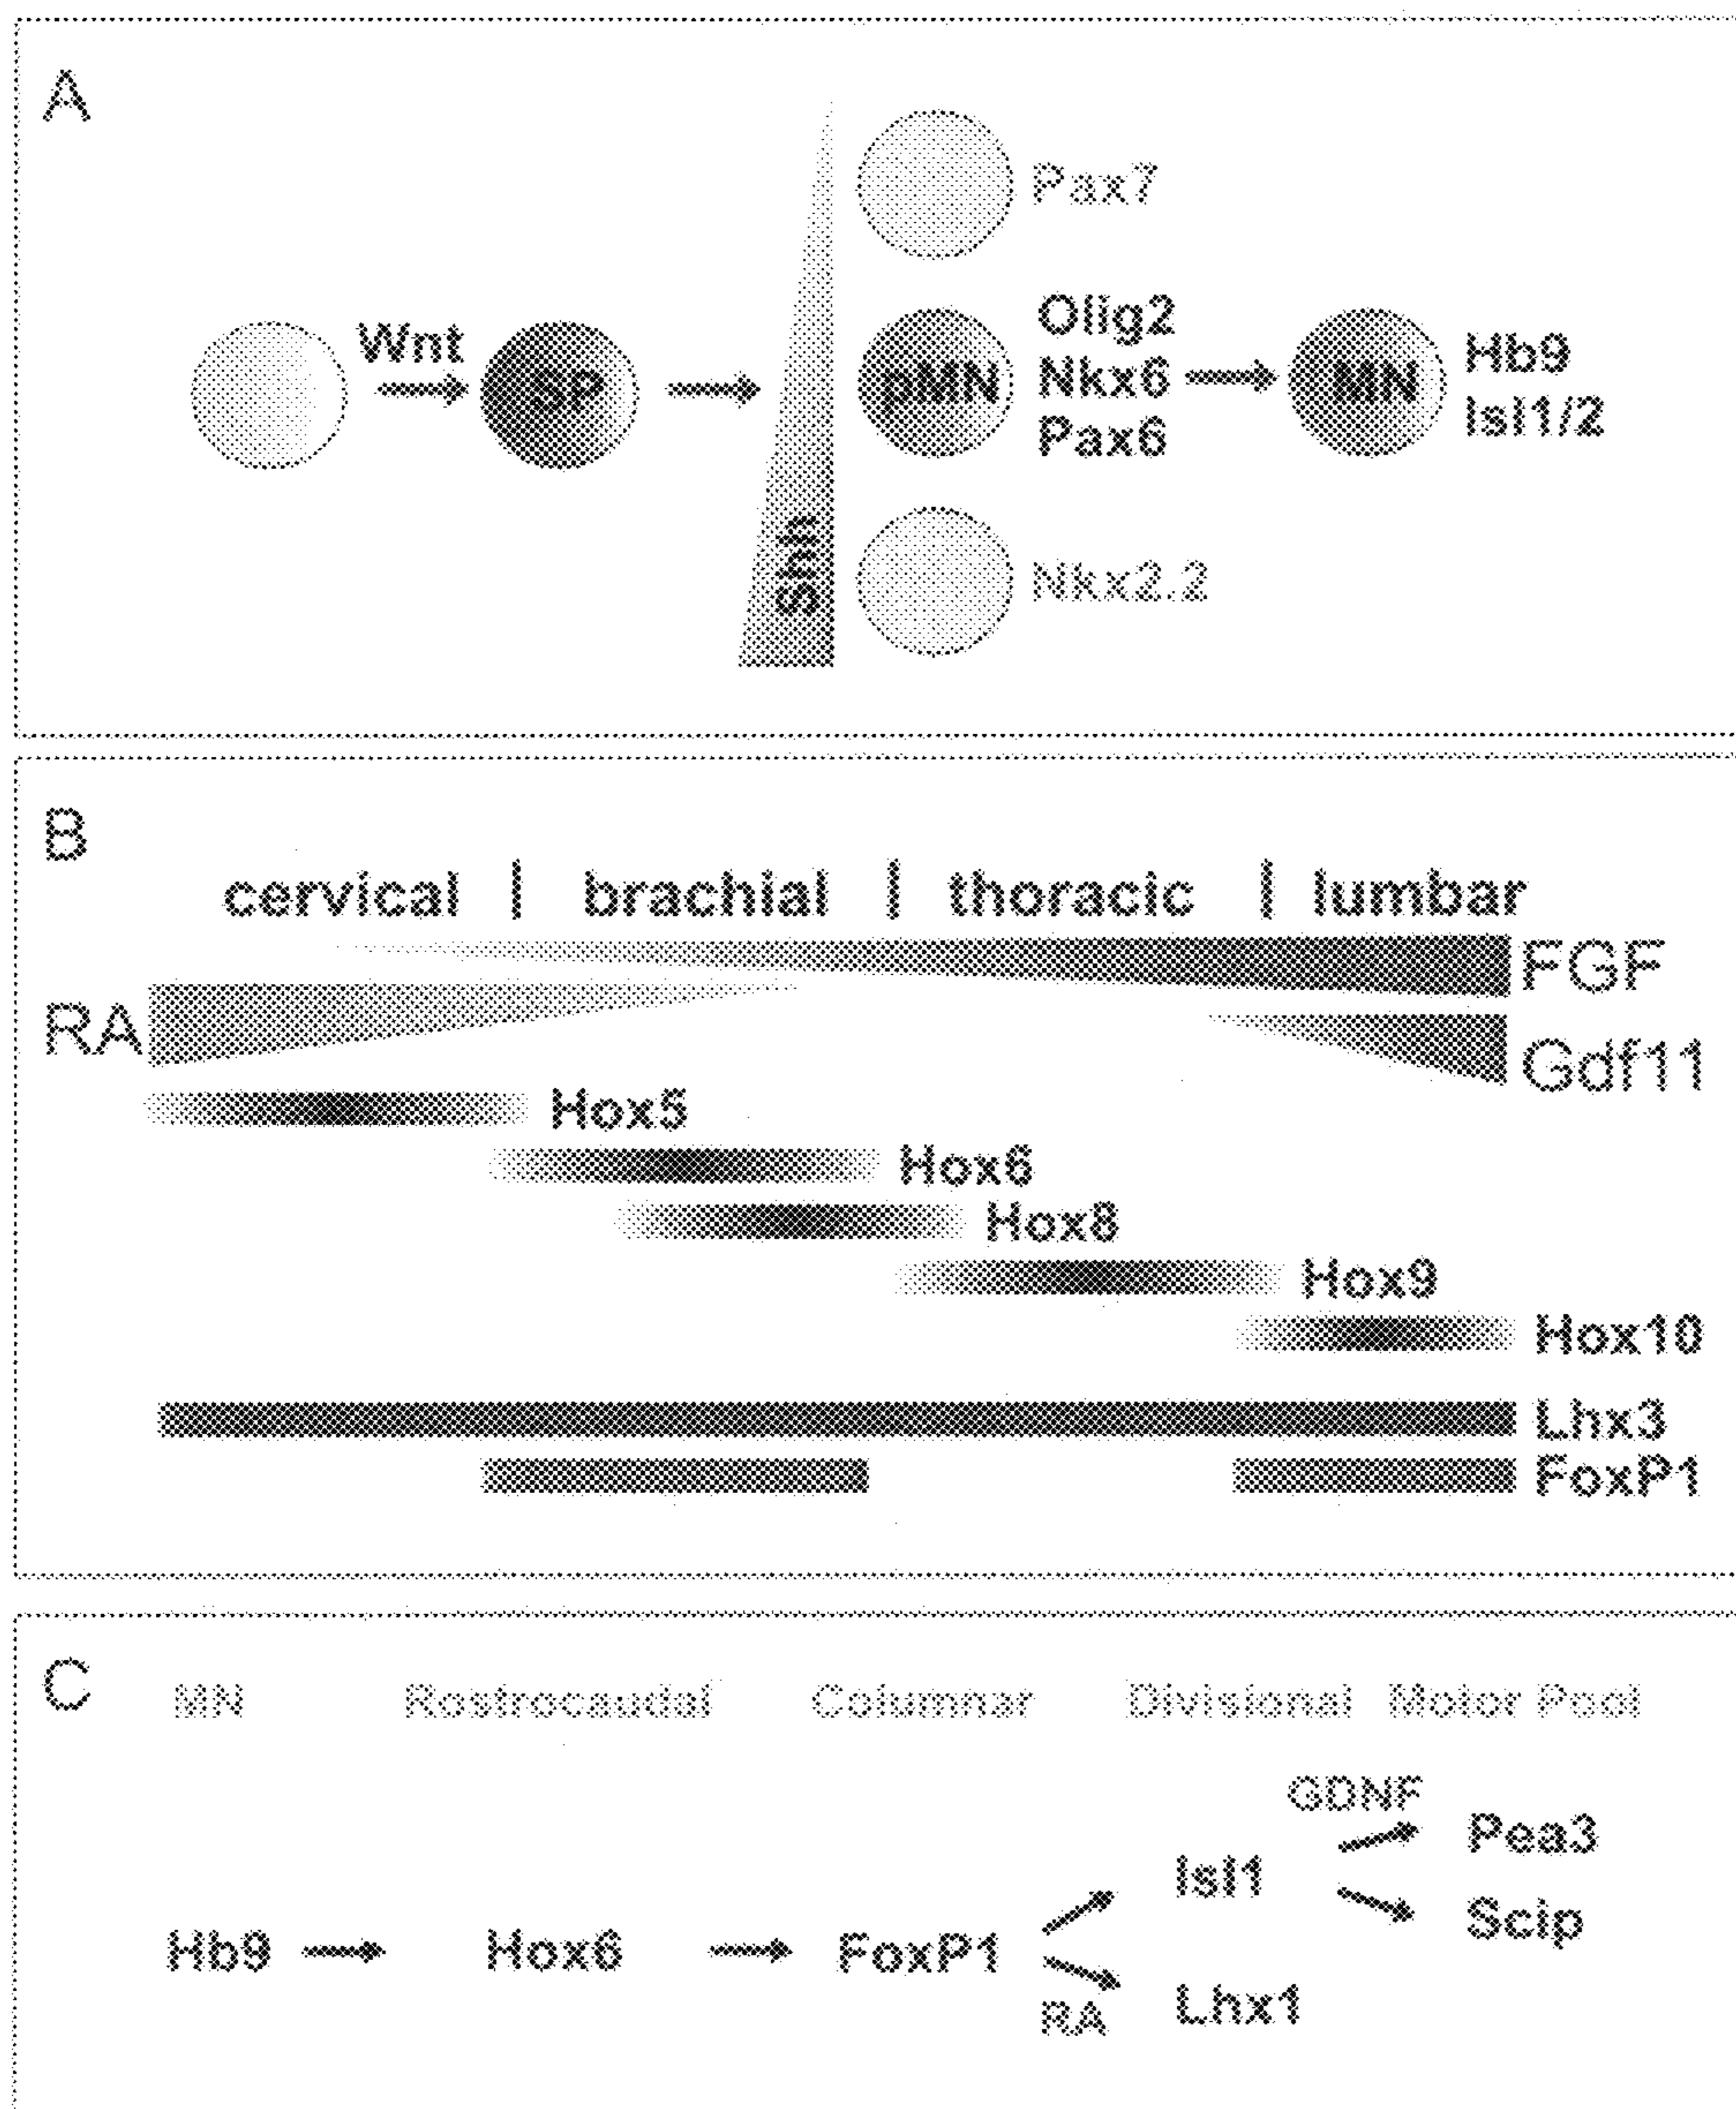 A
Pax7
Wnt
SP
Shh
pMN
Olig2
Nkx6
Pax6
MN
Hb9
Isl1/2
Nkx2.2
B
cervical | brachial | thoracic | lumbar
FGF
RA
Gdf11
Hox5
Hox6
Hox8
Hox9
Hox10
Lhx3
FoxP1
C
MN Rostrocaudal Columnar Divisional Motor Pool
GDNF
Pea3
Isl1
Scip
Hb9 Hox6 FoxP1
RA
Lhx1